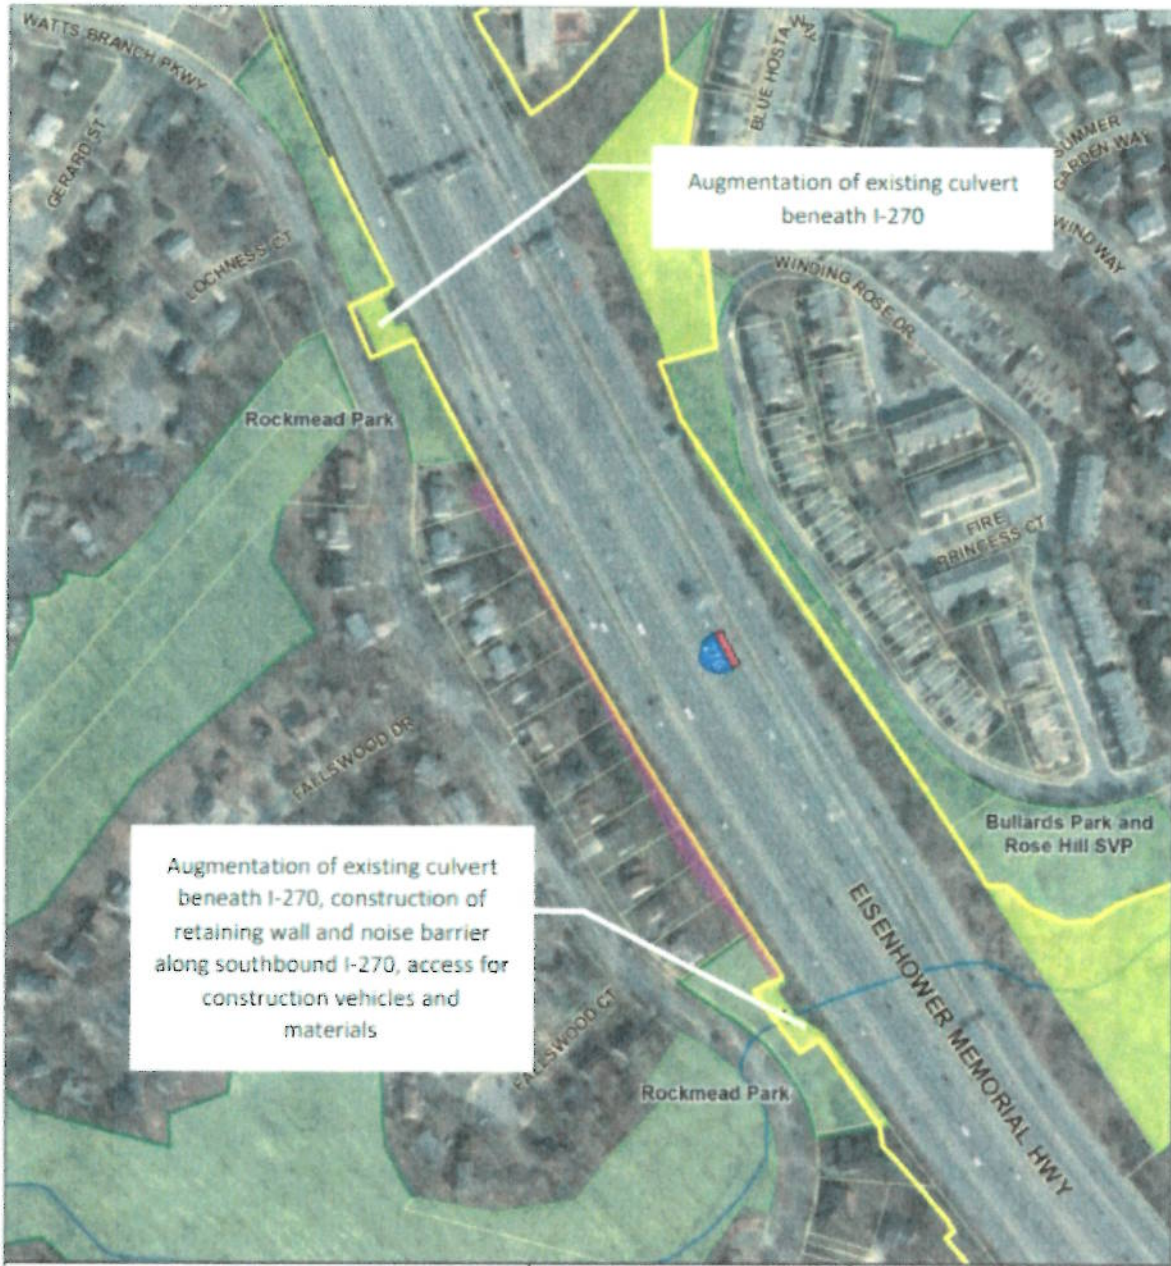 WATTS BRANCH PKWY
BLUE HOSTA
Way
GERARD ST
SUMMER
GARDEN WAY
Augmentation of existing culvert
beneath I-270
LOCHNESS CT
WIND WAY
WINDING ROSE DR
Rockmead Park
FIRE
PRINCESS CT
270
FALLSWOOD DR
Bullards Park and
Rose Hill SVP
Augmentation of existing culvert
beneath I-270, construction of
retaining wall and noise barrier
along southbound I-270, access for
construction vehicles and
materials
EISENHOWER MEMORIAL HWY
FALLSWOOD CT
Rockmead Park